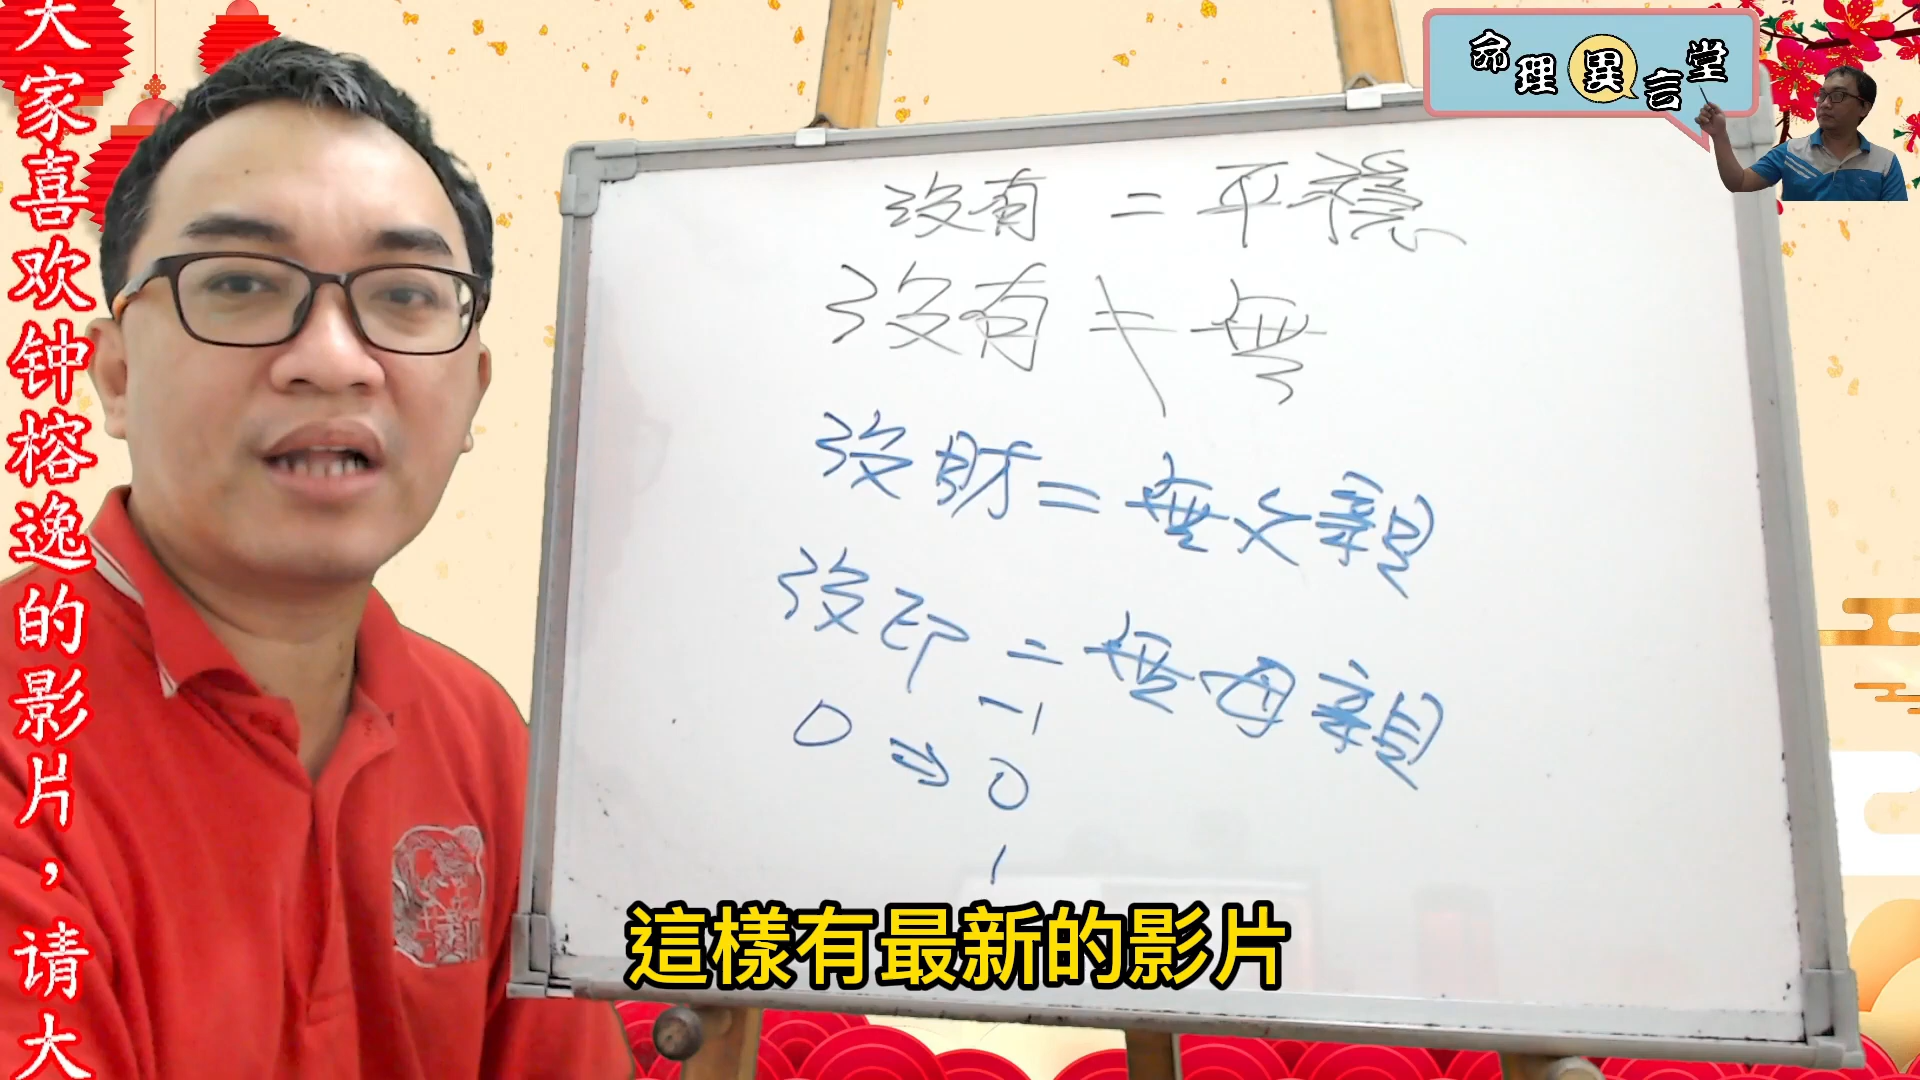 大家喜欢钟榕逸的影片，请大
命理異言堂
沒有 = 平穩
沒有 ≠ 無
沒財 = 無父親
沒印 = 無母親
-1
0 ⇒ 0
1
這樣有最新的影片